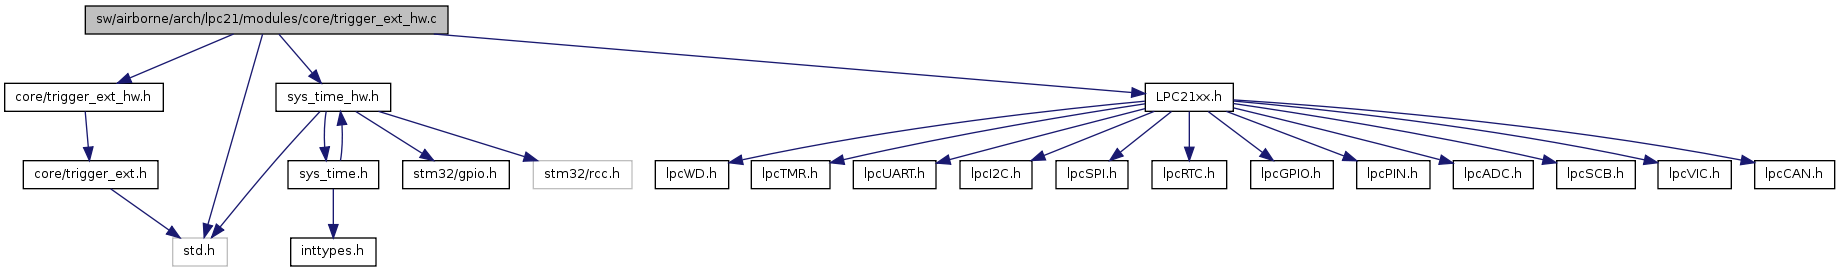 sw/airborne/arch/lpc21/modules/core/trigger_ext_hw.c
core/trigger_ext_hw.h
sys_time_hw.h
LPC21xx.h
core/trigger_ext.h
sys_time.h
stm32/gpio.h
stm32/rcc.h
lpcWD.h
lpcTMR.h
lpcUART.h
lpcI2C.h
lpcSPI.h
lpcRTC.h
lpcGPIO.h
lpcPIN.h
lpcADC.h
lpcSCB.h
lpcVIC.h
lpcCAN.h
std.h
inttypes.h